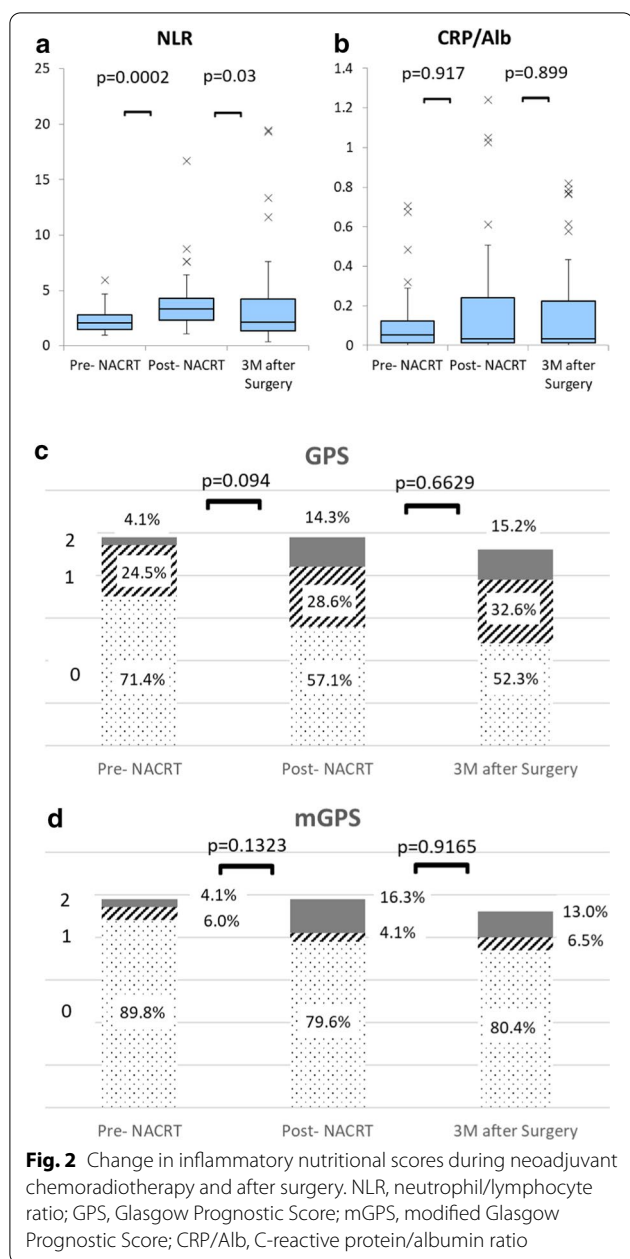 a
NLR
p=0.0002
p=0.03
25
20
15
10
5
0
Pre- NACRT
Post- NACRT
3M after
Surgery
b
CRP/Alb
p=0.917
p=0.899
1.4
1.2
1
0.8
0.6
0.4
0.2
0
Pre- NACRT
Post- NACRT
3M after
Surgery
c
GPS
p=0.094
p=0.6629
4.1%
14.3%
15.2%
2
1
0
24.5%
28.6%
32.6%
71.4%
57.1%
52.3%
Pre- NACRT
Post- NACRT
3M after Surgery
d
mGPS
p=0.1323
p=0.9165
2
1
0
4.1%
6.0%
16.3%
4.1%
13.0%
6.5%
89.8%
79.6%
80.4%
Pre- NACRT
Post- NACRT
3M after Surgery
Fig. 2 Change in inflammatory nutritional scores during neoadjuvant
chemoradiotherapy and after surgery. NLR, neutrophil/lymphocyte
ratio; GPS, Glasgow Prognostic Score; mGPS, modified Glasgow
Prognostic Score; CRP/Alb, C-reactive protein/albumin ratio